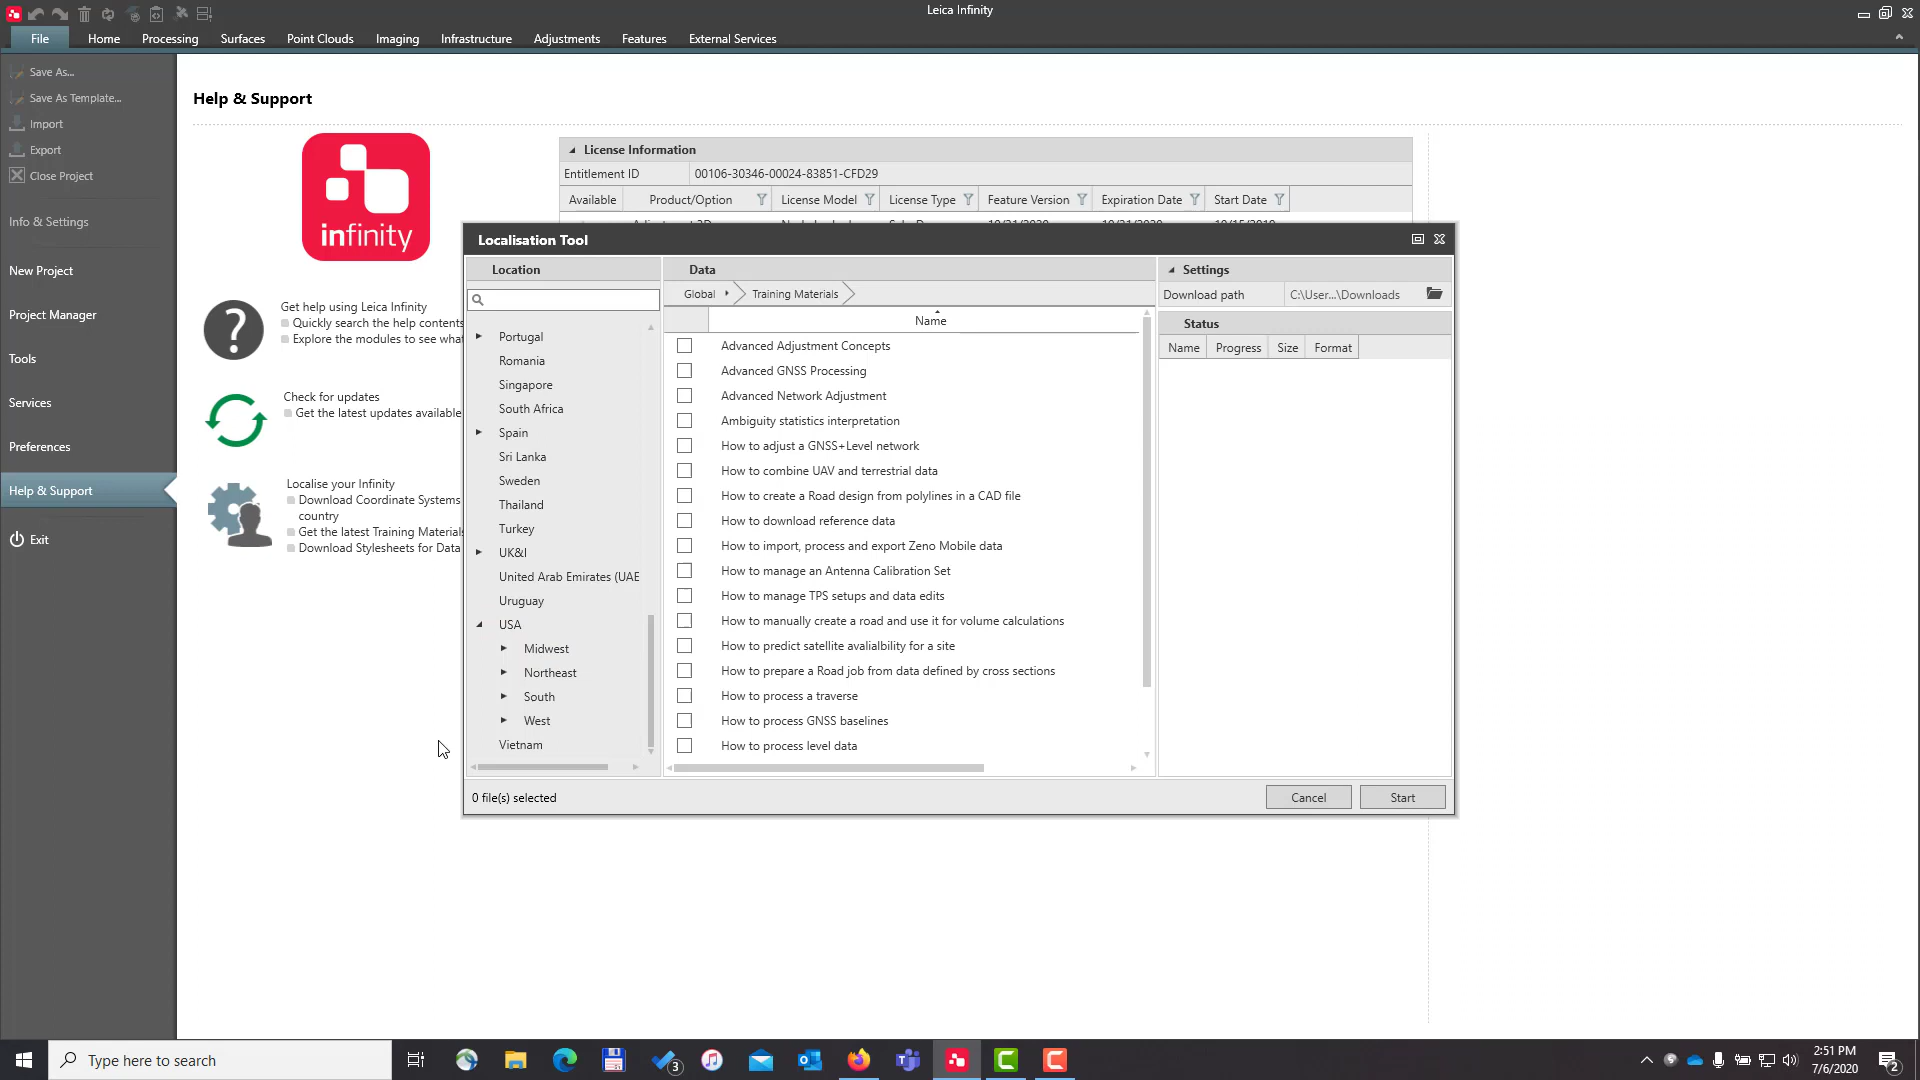 Leica Infinity
File Home Processing Surfaces Point Clouds Imaging Infrastructure Adjustments Features External Services
Save As...
Save As Template...
Import
Export
Close Project
Info & Settings
New Project
Project Manager
Tools
Services
Preferences
Help & Support
Exit
Help & Support
infinity
Get help using Leica Infinity
Quickly search the help contents
Explore the modules to see what
Check for updates
Get the latest updates available
Localise your Infinity
Download Coordinate Systems
country
Get the latest Training Materials
Download Stylesheets for Data
License Information
Entitlement ID 00106-30346-00024-83851-CFD29
Available Product/Option License Model License Type Feature Version Expiration Date Start Date
Localisation Tool
Location
Portugal
Romania
Singapore
South Africa
Spain
Sri Lanka
Sweden
Thailand
Turkey
UK&I
United Arab Emirates (UAE
Uruguay
USA
Midwest
Northeast
South
West
Vietnam
Data
Global Training Materials
Name
Advanced Adjustment Concepts
Advanced GNSS Processing
Advanced Network Adjustment
Ambiguity statistics interpretation
How to adjust a GNSS+Level network
How to combine UAV and terrestrial data
How to create a Road design from polylines in a CAD file
How to download reference data
How to import, process and export Zeno Mobile data
How to manage an Antenna Calibration Set
How to manage TPS setups and data edits
How to manually create a road and use it for volume calculations
How to predict satellite avalialbility for a site
How to prepare a Road job from data defined by cross sections
How to process a traverse
How to process GNSS baselines
How to process level data
Settings
Download path C:\User...\Downloads
Status
Name Progress Size Format
0 file(s) selected
Cancel Start
Type here to search
3
2:51 PM
7/6/2020
2